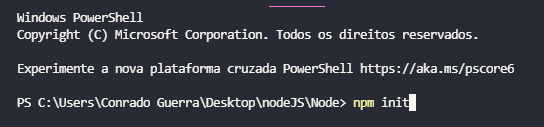 Windows PowerShell
Copyright (C) Microsoft Corporation. Todos os direitos reservados.
Experimente a nova plataforma cruzada PowerShell https://aka.ms/pscore6
PS C:\Users\Conrado Guerra\Desktop\nodeJS\Node> npm init